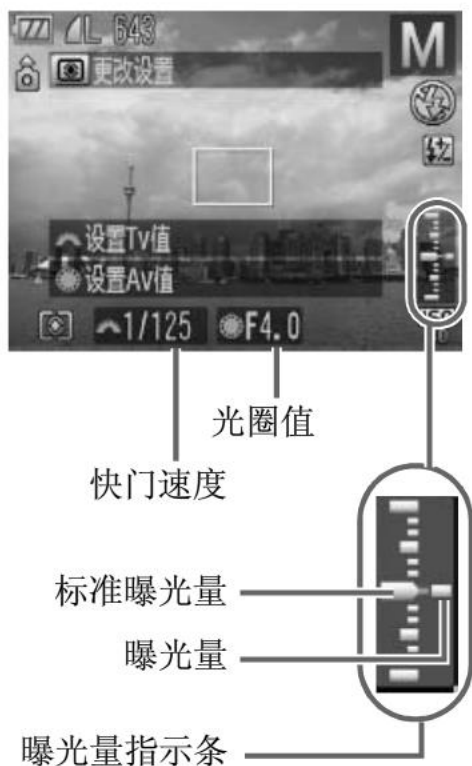 L 643
M
更改设置
设置Tv值
设置Av值
1/125 F4.0
光圈值
快门速度
标准曝光量
曝光量
曝光量指示条